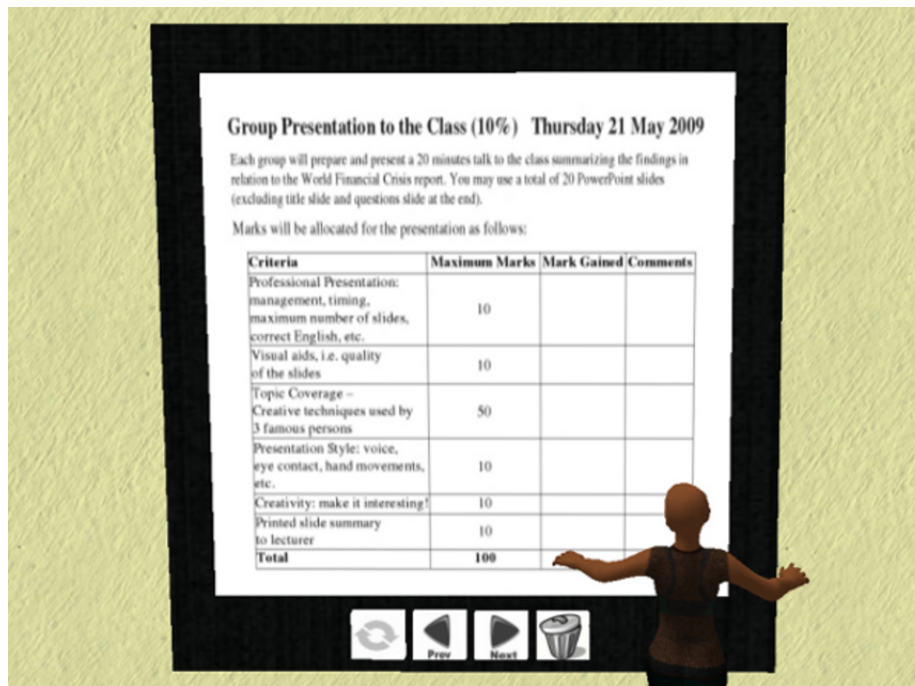 Group Presentation to the Class (10%) Thursday 21 May 2009
Each group will prepare and present a 20 minutes talk to the class summarizing the findings in
relation to the World Financial Crisis report. You may use a total of 20 PowerPoint slides
(excluding title slide and questions slide at the end).
Marks will be allocated for the presentation as follows:
Criteria Maximum Marks Mark Gained Comments
Professional Presentation:
management, timing,
maximum number of slides,
correct English, etc.
10
Visual aids, i.e. quality
of the slides
10
Topic Coverage –
Creative techniques used by
3 famous persons
50
Presentation Style: voice,
eye contact, hand movements,
etc.
10
Creativity: make it interesting! 10
Printed slide summary
to lecturer
10
Total 100
Prev Next